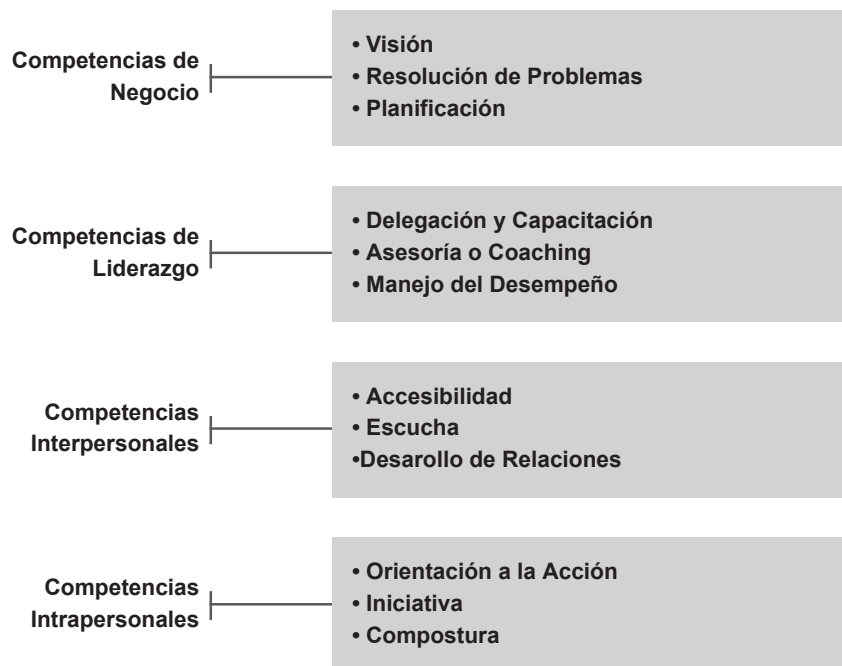 Competencias de
Negocio
• Visión
• Resolución de Problemas
• Planificación
Competencias de
Liderazgo
• Delegación y Capacitación
• Asesoría o Coaching
• Manejo del Desempeño
Competencias
Interpersonales
• Accesibilidad
• Escucha
•Desarollo de Relaciones
Competencias
Intrapersonales
• Orientación a la Acción
• Iniciativa
• Compostura